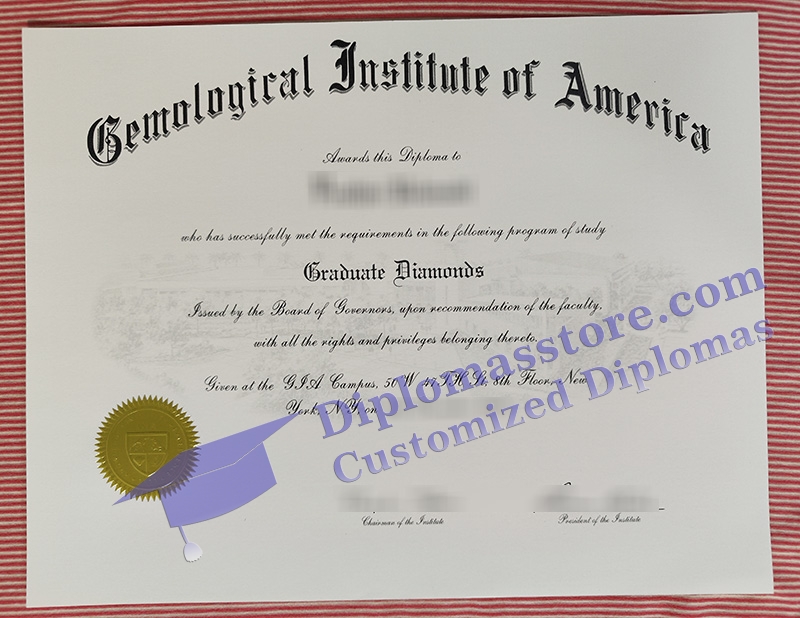 Gemological Institute of America
Awards this Diploma to
who has successfully met the requirements in the following program of study
Graduate Diamonds
Issued by the Board of Governors, upon recommendation of the faculty,
with all the rights and privileges belonging thereto.
Given at the GIA Campus, 50 W 47TH St, 8th Floor, New
York, NY, on
Diplomasstore.com
Customized Diplomas
Chairman of the Institute
President of the Institute